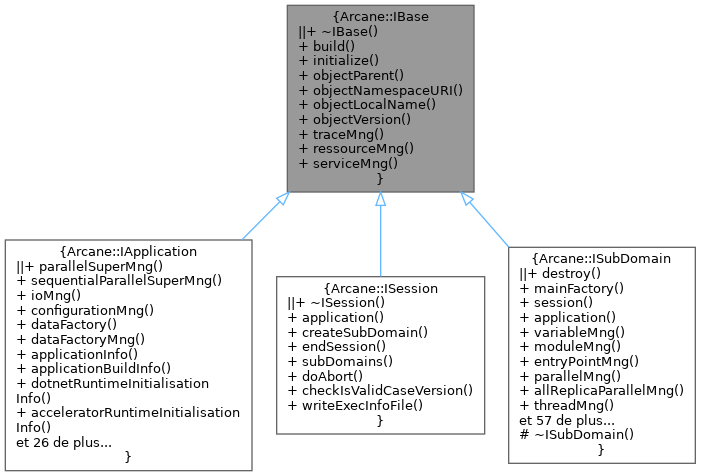 {Arcane::IBase
||+ ~IBase()
+ build()
+ initialize()
+ objectParent()
+ objectNamespaceURI()
+ objectLocalName()
+ objectVersion()
+ traceMng()
+ ressourceMng()
+ serviceMng()
}
{Arcane::IApplication
||+ parallelSuperMng()
+ sequentialParallelSuperMng()
+ ioMng()
+ configurationMng()
+ dataFactory()
+ dataFactoryMng()
+ applicationInfo()
+ applicationBuildInfo()
+ dotnetRuntimeInitialisation
Info()
+ acceleratorRuntimeInitialisation
Info()
et 26 de plus...
}
{Arcane::ISession
||+ ~ISession()
+ application()
+ createSubDomain()
+ endSession()
+ subDomains()
+ doAbort()
+ checkIsValidCaseVersion()
+ writeExecInfoFile()
}
{Arcane::ISubDomain
||+ destroy()
+ mainFactory()
+ session()
+ application()
+ variableMng()
+ moduleMng()
+ entryPointMng()
+ parallelMng()
+ allReplicaParallelMng()
+ threadMng()
et 57 de plus...
# ~ISubDomain()
}